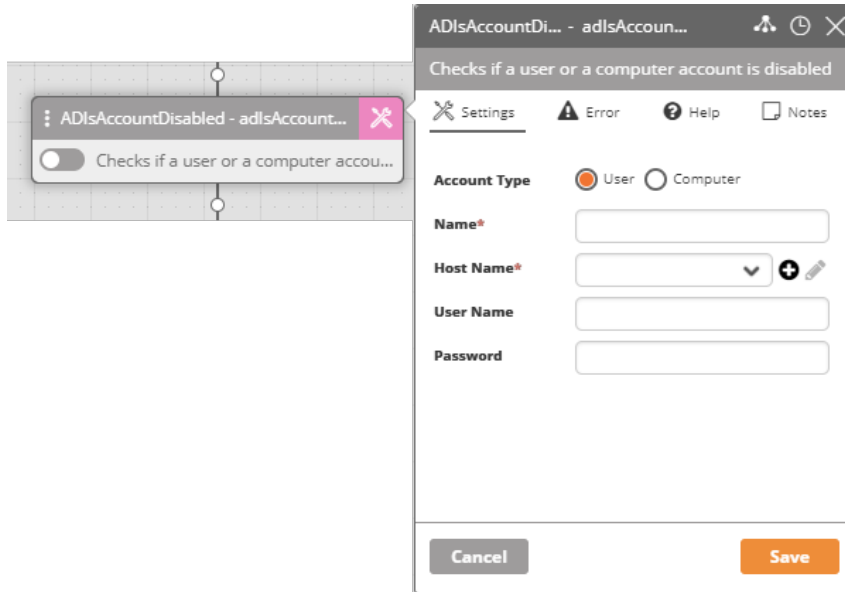 ADIsAccountDisabled - adIsAccount...
Checks if a user or a computer accou...
ADIsAccountDi... - adIsAccoun...
Checks if a user or a computer account is disabled
Settings Error Help Notes
Account Type User Computer
Name*
Host Name*
User Name
Password
Cancel Save